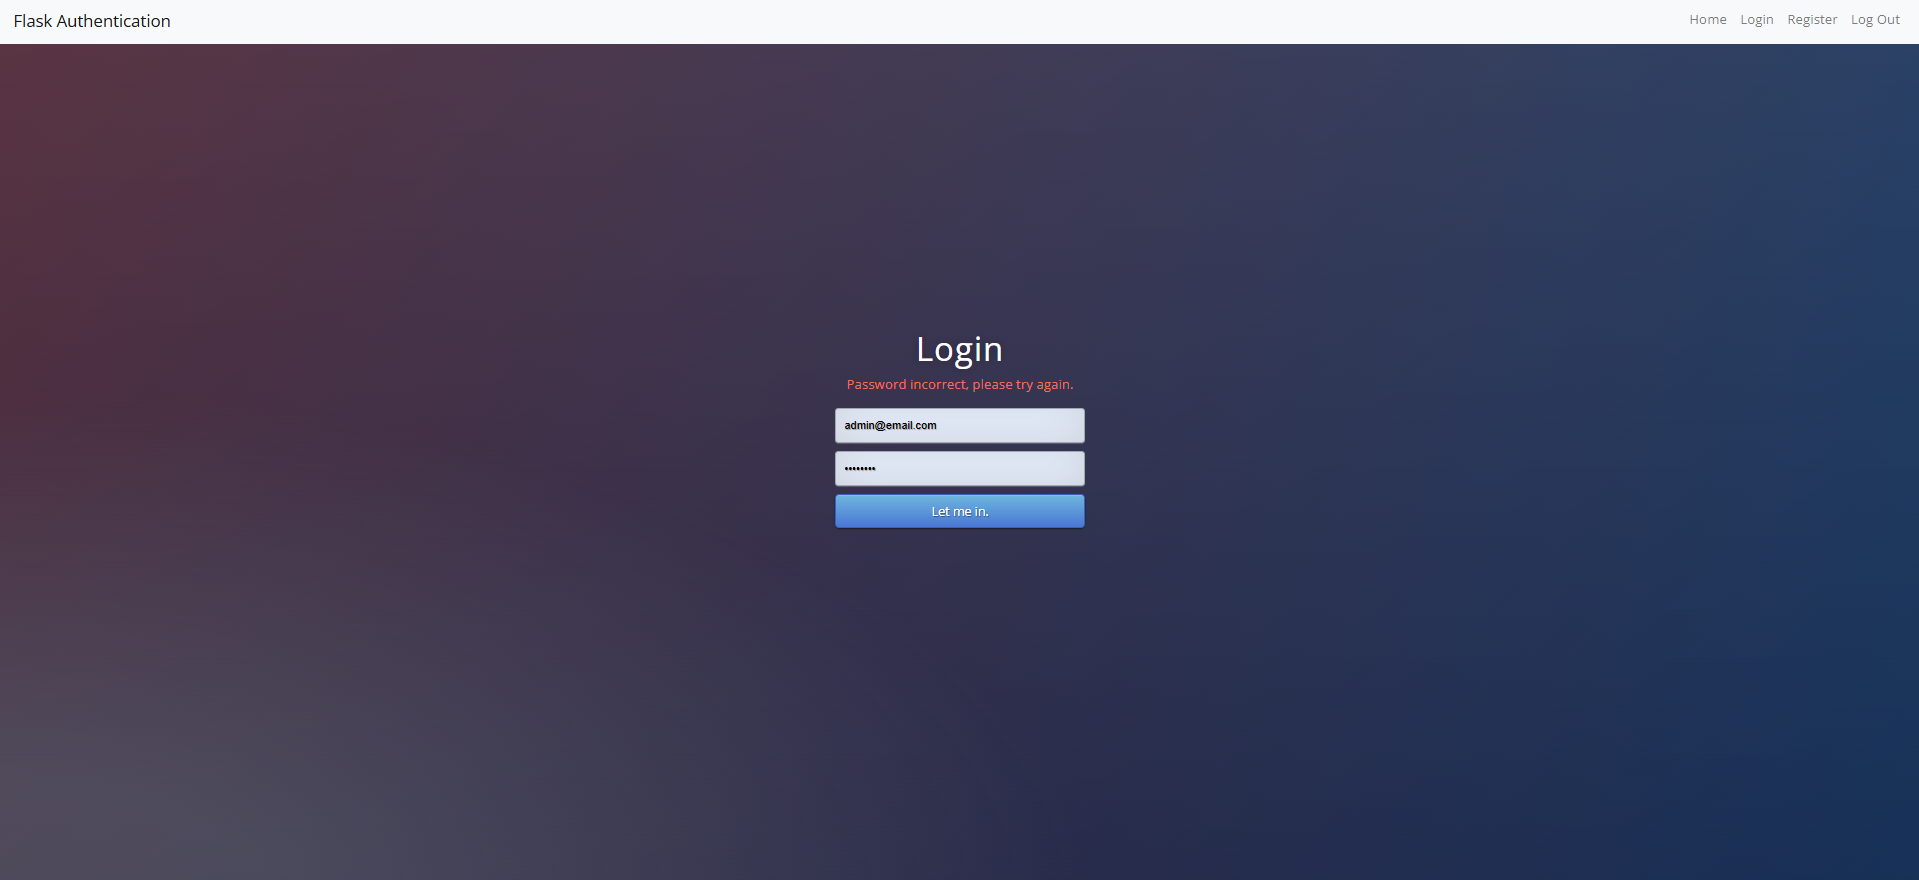 Flask Authentication
Home Login Register Log Out
Login
Password incorrect, please try again.
admin@email.com
••••••••
Let me in.